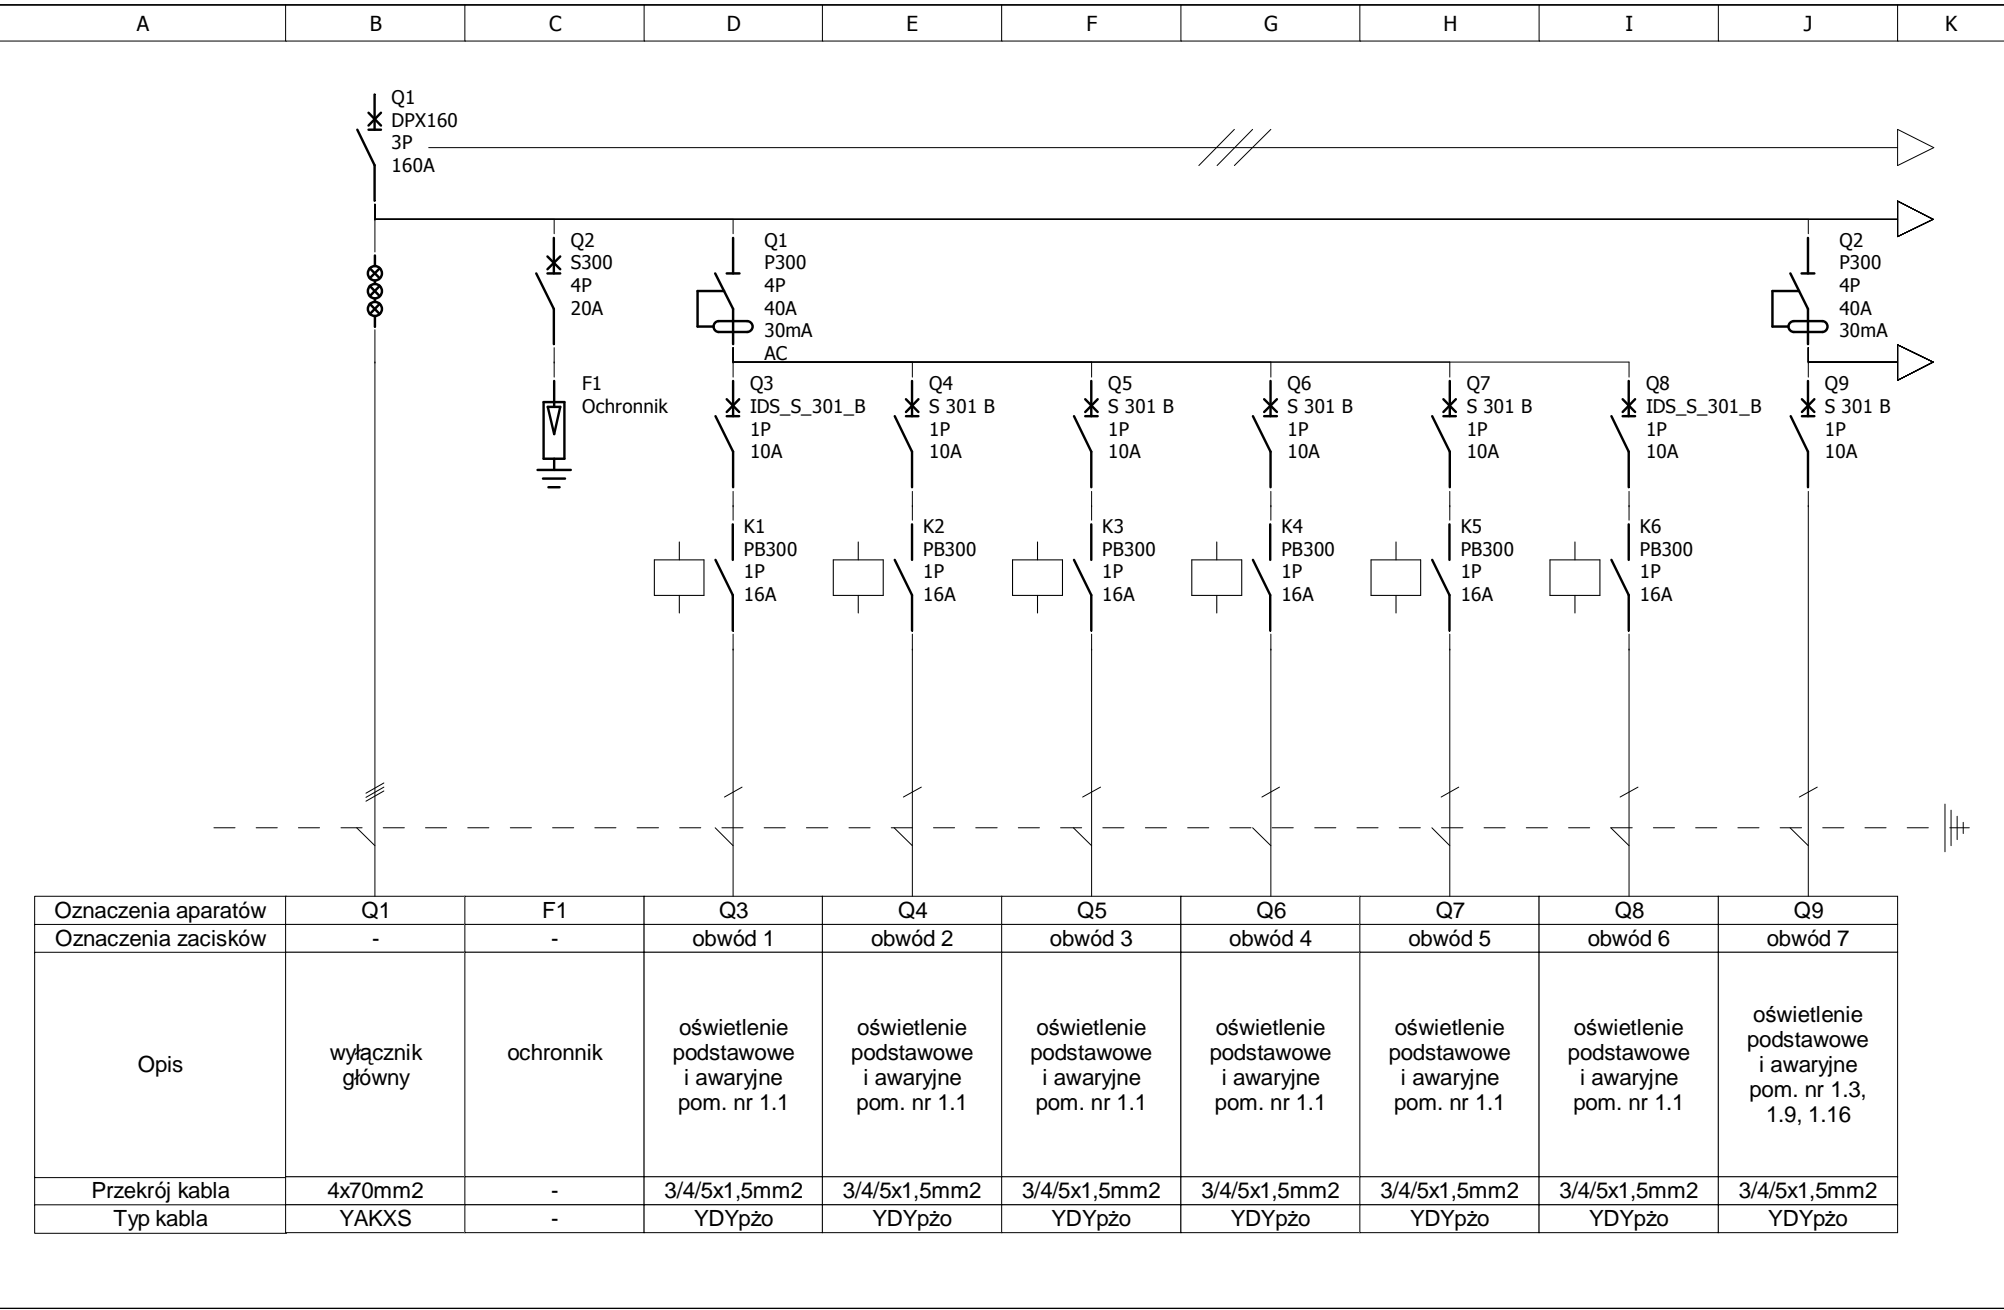 A B C D E F G H I J K
Q1
DPX160
3P
160A
Q2
S300
4P
20A
Q1
P300
4P
40A
30mA
AC
Q2
P300
4P
40A
30mA
F1
Ochronnik
Q3
IDS_S_301_B
1P
10A
Q4
S 301 B
1P
10A
Q5
S 301 B
1P
10A
Q6
S 301 B
1P
10A
Q7
S 301 B
1P
10A
Q8
IDS_S_301_B
1P
10A
Q9
S 301 B
1P
10A
K1
PB300
1P
16A
K2
PB300
1P
16A
K3
PB300
1P
16A
K4
PB300
1P
16A
K5
PB300
1P
16A
K6
PB300
1P
16A
Oznaczenia aparatów Q1 F1 Q3 Q4 Q5 Q6 Q7 Q8 Q9
Oznaczenia zacisków - - obwód 1 obwód 2 obwód 3 obwód 4 obwód 5 obwód 6 obwód 7
Opis
wyłącznik
główny
ochronnik
oświetlenie
podstawowe
i awaryjne
pom. nr 1.1
oświetlenie
podstawowe
i awaryjne
pom. nr 1.1
oświetlenie
podstawowe
i awaryjne
pom. nr 1.1
oświetlenie
podstawowe
i awaryjne
pom. nr 1.1
oświetlenie
podstawowe
i awaryjne
pom. nr 1.1
oświetlenie
podstawowe
i awaryjne
pom. nr 1.1
oświetlenie
podstawowe
i awaryjne
pom. nr 1.3,
1.9, 1.16
Przekrój kabla 4x70mm2 - 3/4/5x1,5mm2 3/4/5x1,5mm2 3/4/5x1,5mm2 3/4/5x1,5mm2 3/4/5x1,5mm2 3/4/5x1,5mm2 3/4/5x1,5mm2
Typ kabla YAKXS - YDYpżo YDYpżo YDYpżo YDYpżo YDYpżo YDYpżo YDYpżo